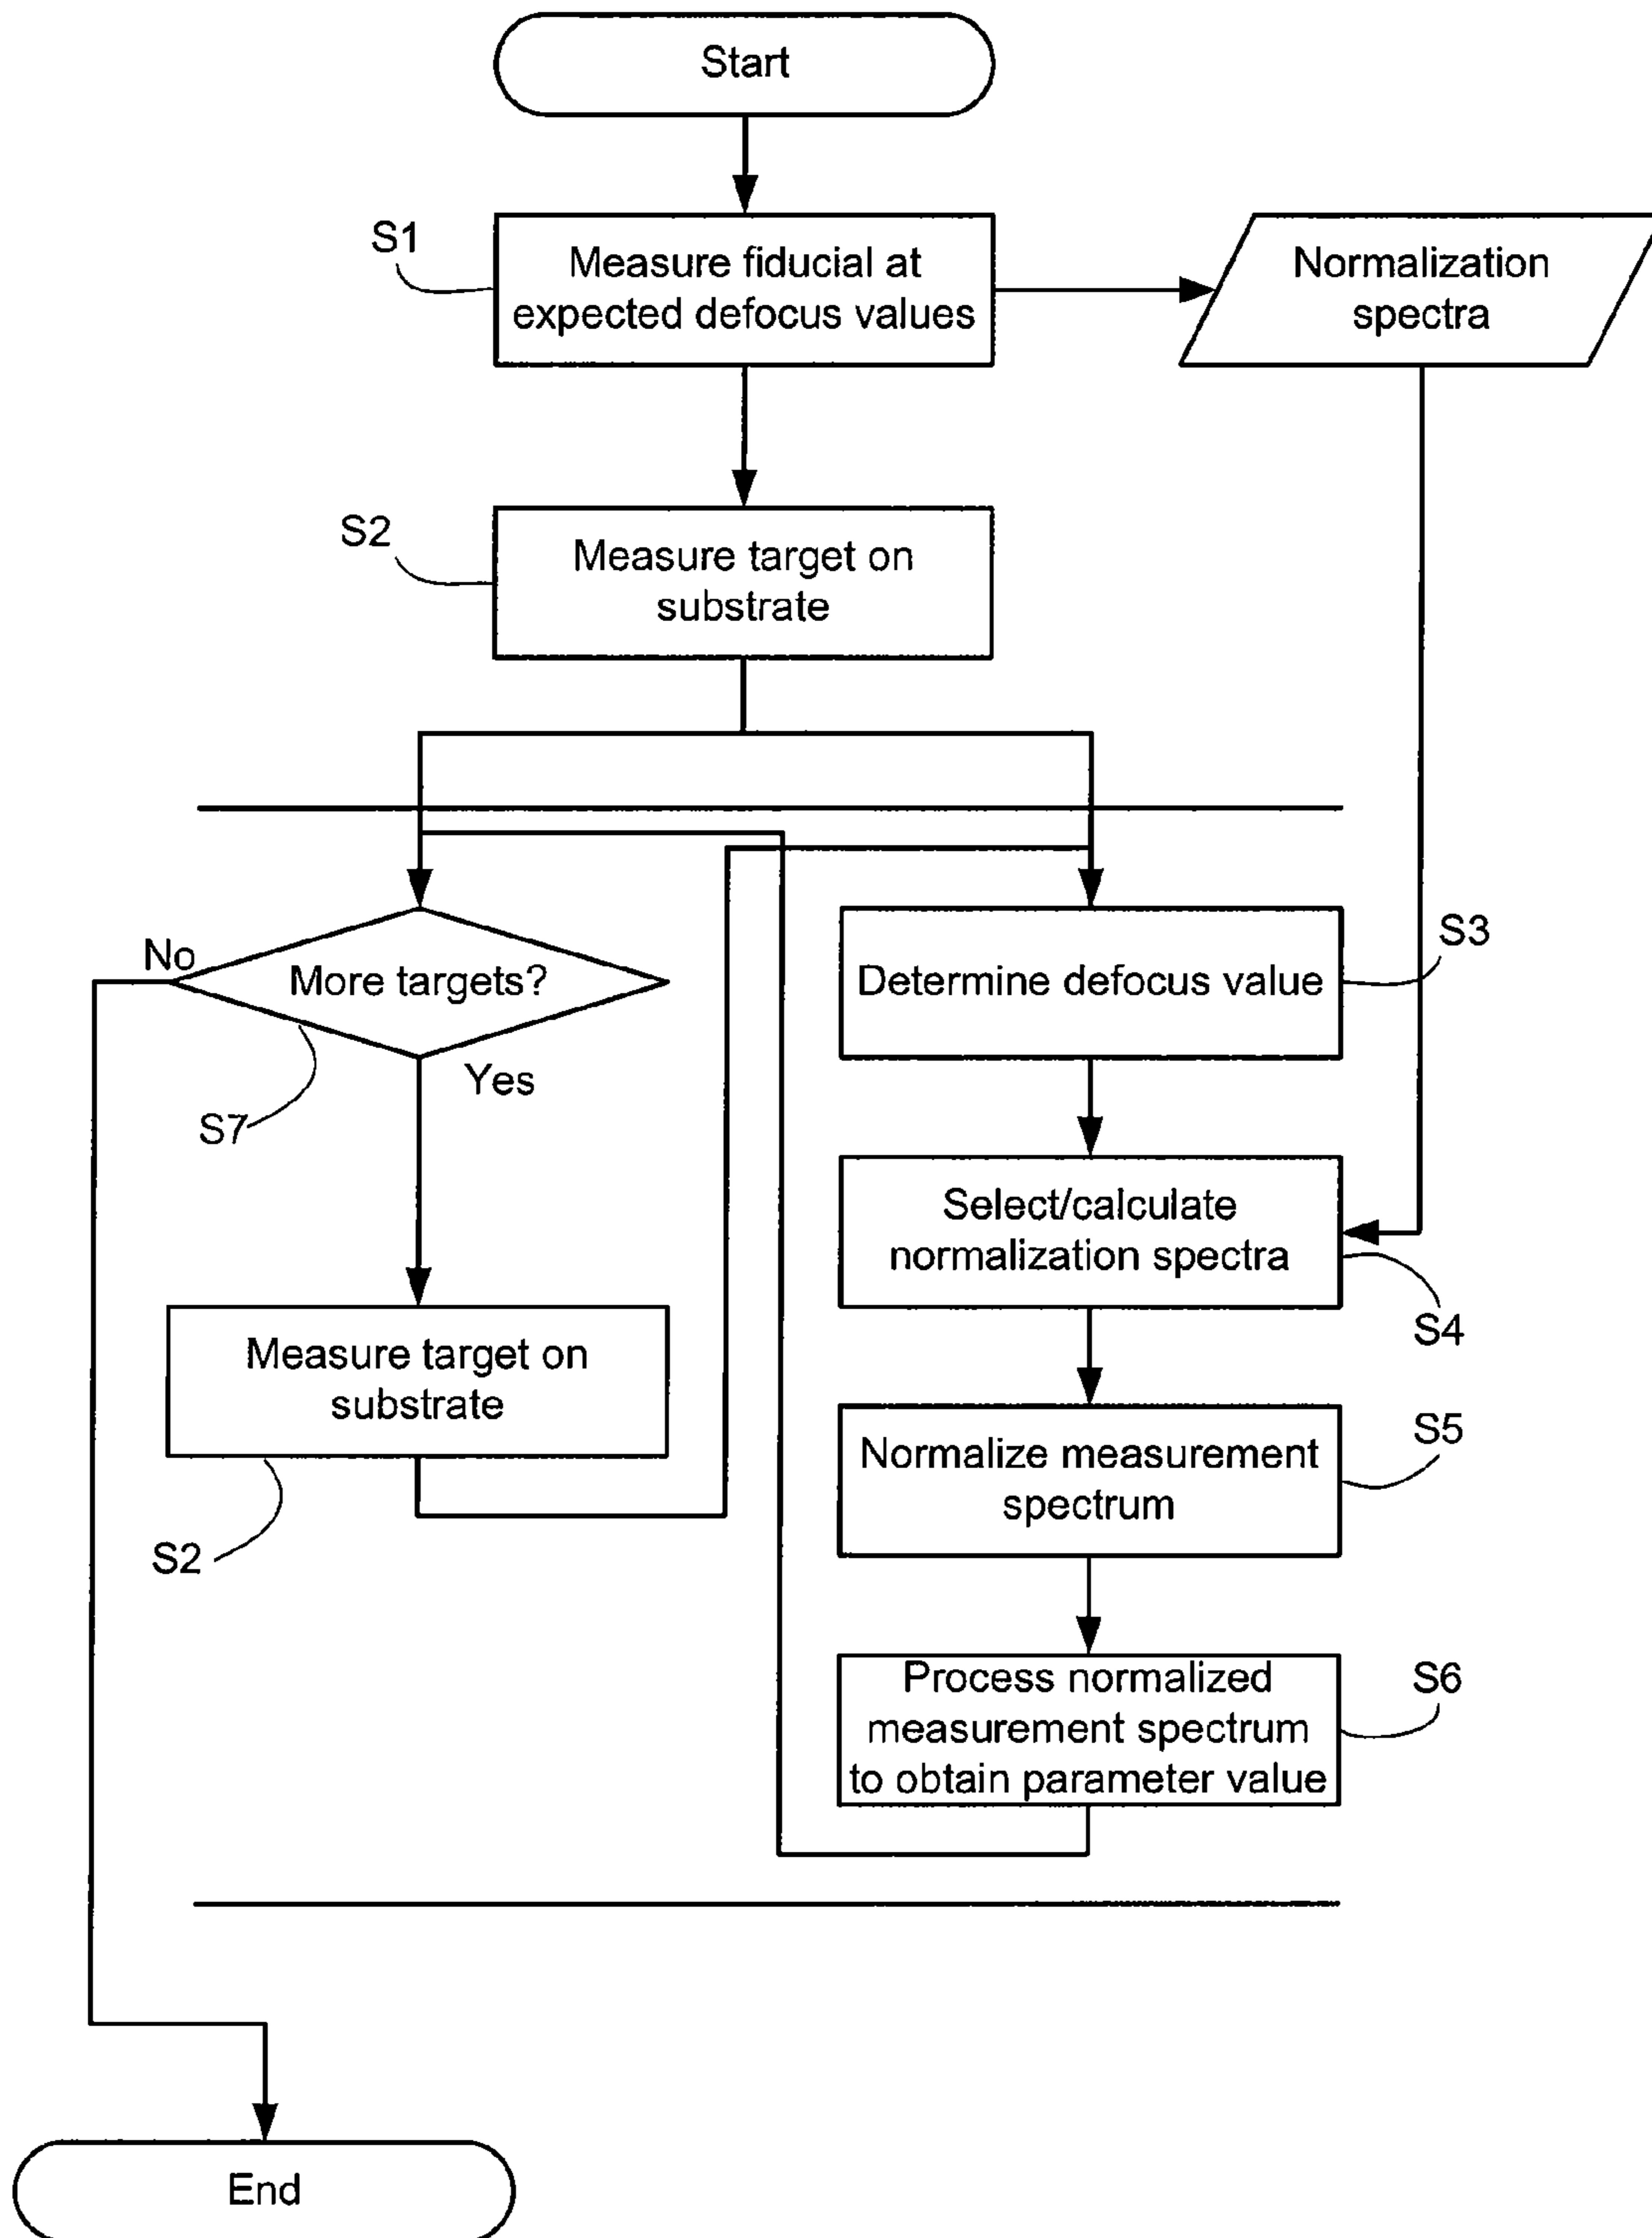 Start
S1
Measure fiducial at
expected defocus values
Normalization
spectra
S2
Measure target on
substrate
No
More targets?
Yes
S7
Determine defocus value
S3
Select/calculate
normalization spectra
S4
Measure target on
substrate
S2
Normalize measurement
spectrum
S5
Process normalized
measurement spectrum
to obtain parameter value
S6
End